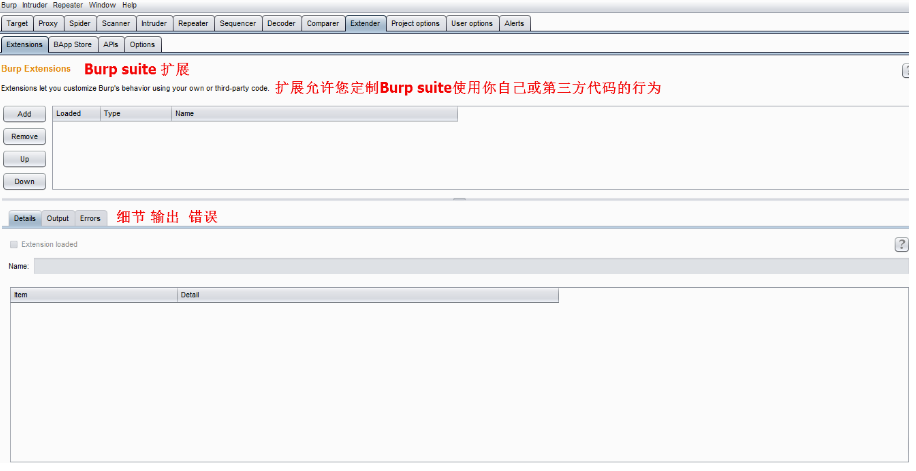 Burp Intruder Repeater Window Help
Target Proxy Spider Scanner Intruder Repeater Sequencer Decoder Comparer Extender Project options User options Alerts
Extensions BApp Store APIs Options
Burp Extensions Burp suite 扩展
?
Extensions let you customize Burp's behavior using your own or third-party code. 扩展允许您定制Burp suite使用你自己或第三方代码的行为
Add Loaded Type Name
Remove
Up
Down
Details Output Errors 细节 输出 错误
Extension loaded ?
Name:
Item Detail